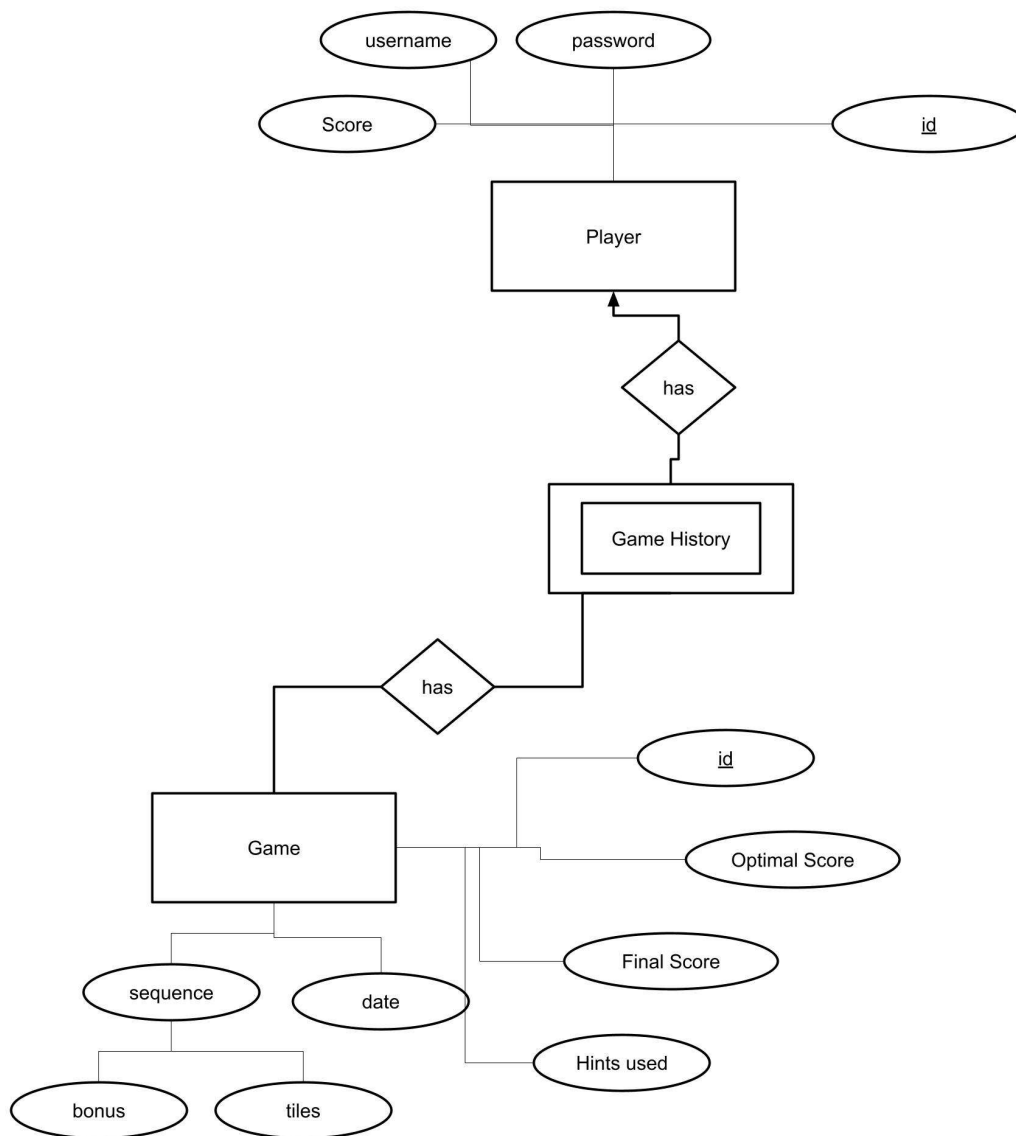 username
password
Score
id
Player
has
Game History
has
id
Game
Optimal Score
Final Score
sequence
date
Hints used
bonus
tiles